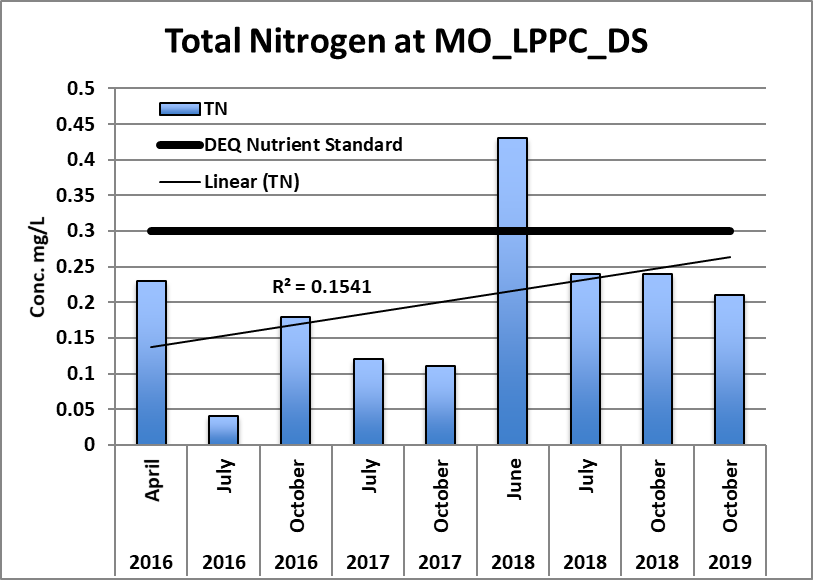 Total Nitrogen at MO_LPPC_DS
0.5
0.45
0.4
0.35
0.3
0.25
0.2
0.15
0.1
0.05
0
Conc. mg/L
TN
DEQ Nutrient Standard
Linear (TN)
R² = 0.1541
April
July
October
July
October
June
July
October
October
2016
2016
2016
2017
2017
2018
2018
2018
2019